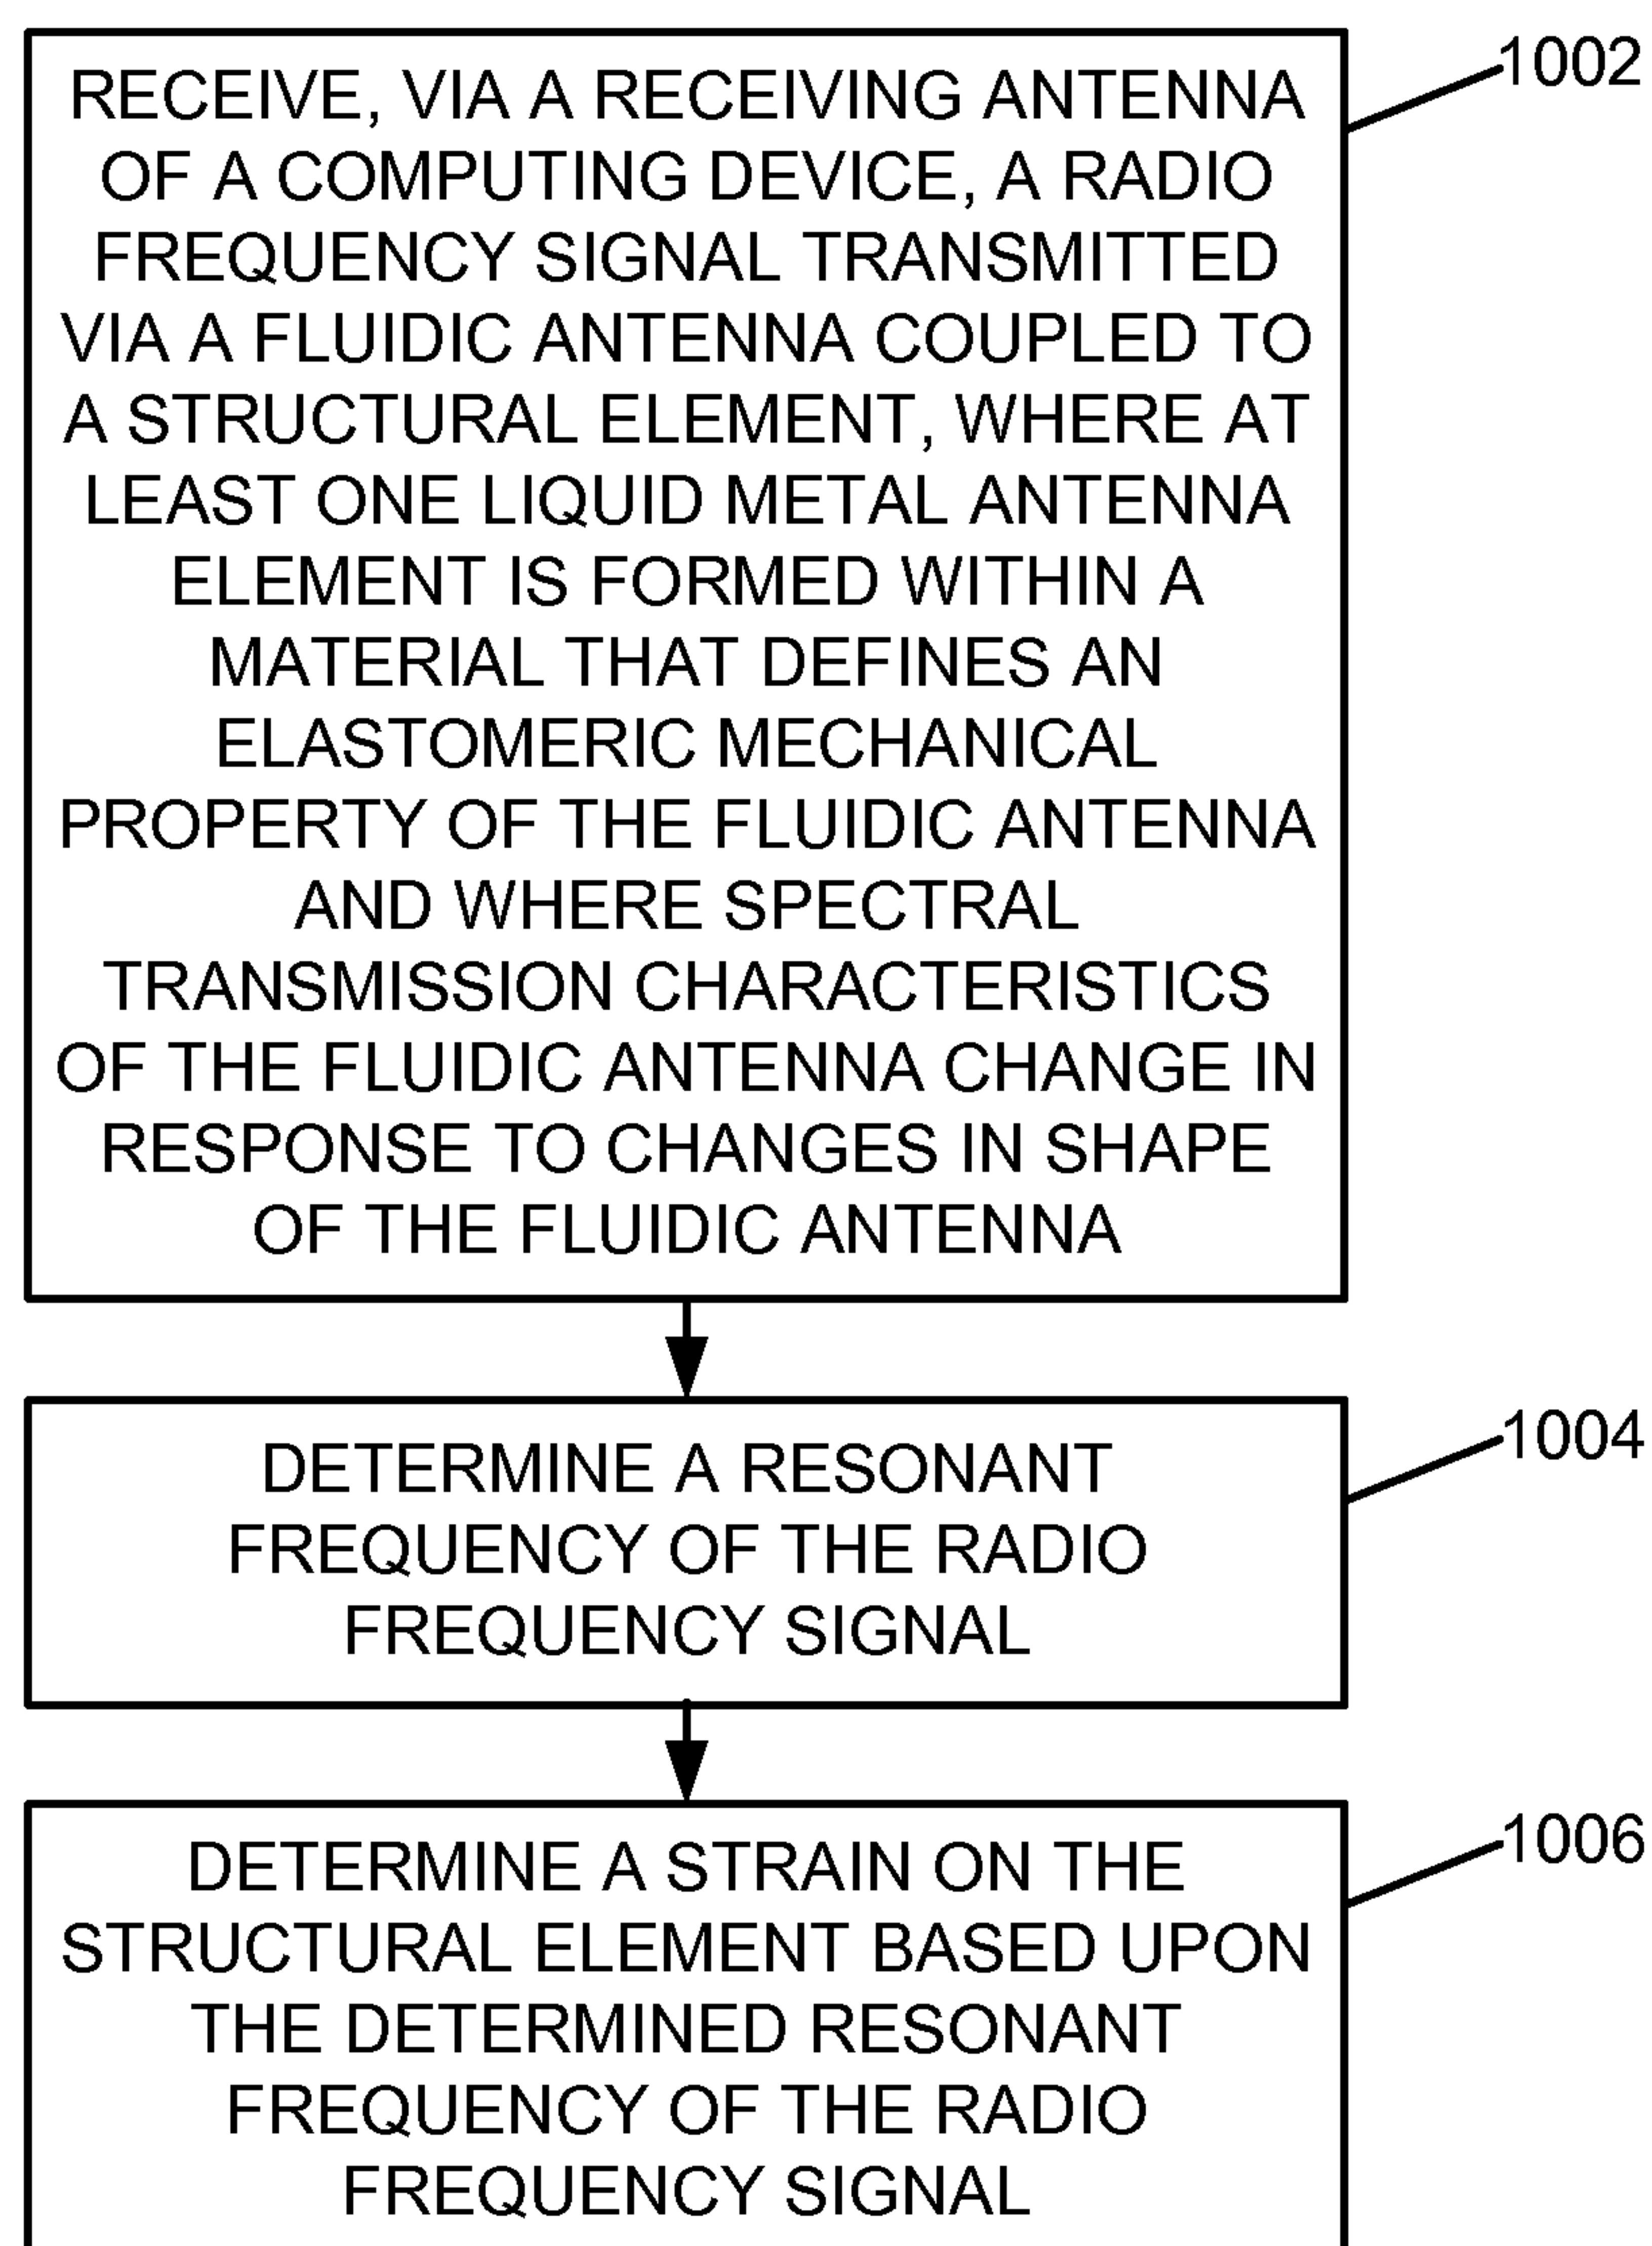 RECEIVE, VIA A RECEIVING ANTENNA
OF A COMPUTING DEVICE, A RADIO
FREQUENCY SIGNAL TRANSMITTED
VIA A FLUIDIC ANTENNA COUPLED TO
A STRUCTURAL ELEMENT, WHERE AT
LEAST ONE LIQUID METAL ANTENNA
ELEMENT IS FORMED WITHIN A
MATERIAL THAT DEFINES AN
ELASTOMERIC MECHANICAL
PROPERTY OF THE FLUIDIC ANTENNA
AND WHERE SPECTRAL
TRANSMISSION CHARACTERISTICS
OF THE FLUIDIC ANTENNA CHANGE IN
RESPONSE TO CHANGES IN SHAPE
OF THE FLUIDIC ANTENNA
1002
DETERMINE A RESONANT
FREQUENCY OF THE RADIO
FREQUENCY SIGNAL
1004
DETERMINE A STRAIN ON THE
STRUCTURAL ELEMENT BASED UPON
THE DETERMINED RESONANT
FREQUENCY OF THE RADIO
FREQUENCY SIGNAL
1006